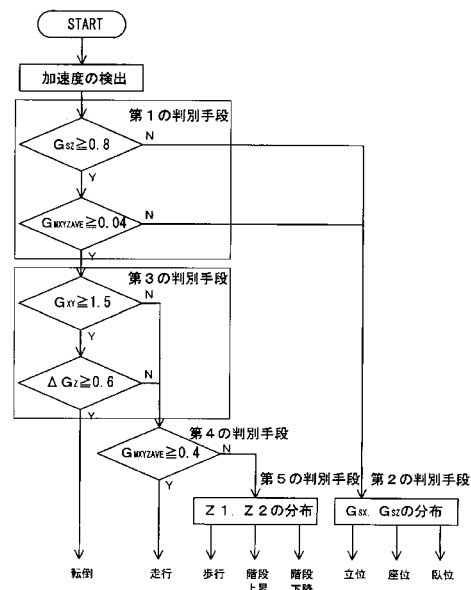 START
加速度の検出
第1の判別手段
GSZ≧0.8
N
Y
GMXYZAVE≧0.04
N
Y
第3の判別手段
GXY≧1.5
N
Y
ΔGZ≧0.6
N
Y
第4の判別手段
GMXYZAVE≧0.4
N
Y
第5の判別手段
第2の判別手段
Z1, Z2の分布
GSX, GSZの分布
転倒
走行
歩行
階段
上昇
階段
下降
立位
座位
臥位